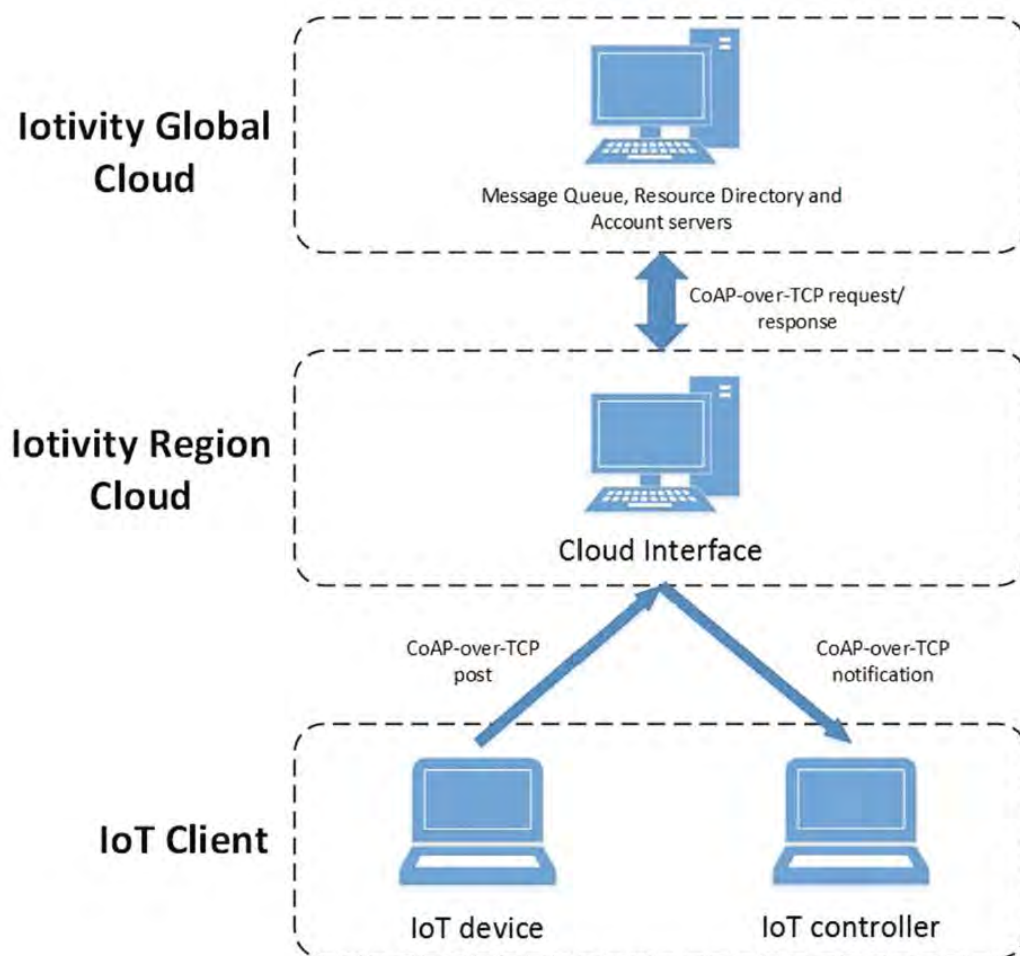 Iotivity Global
Cloud
Message Queue, Resource Directory and
Account servers
CoAP-over-TCP request/
response
Iotivity Region
Cloud
Cloud Interface
CoAP-over-TCP
post
CoAP-over-TCP
notification
IoT Client
IoT device
IoT controller